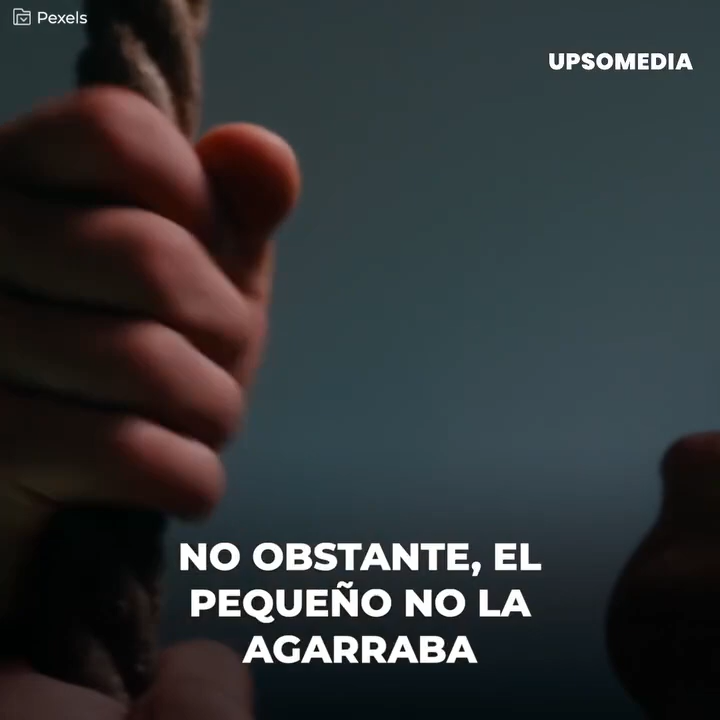 Pexels
UPSOMEDIA
NO OBSTANTE, EL
PEQUEÑO NO LA
AGARRABA